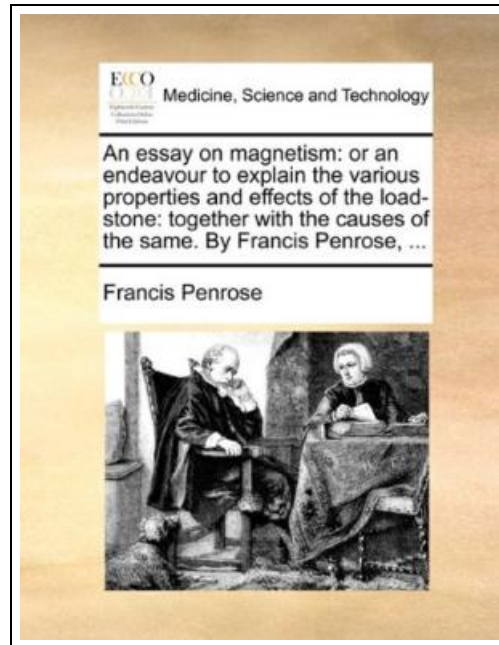 ECCO
Medicine, Science and Technology
An essay on magnetism: or an
endeavour to explain the various
properties and effects of the load-
stone: together with the causes of
the same. By Francis Penrose, ...
Francis Penrose